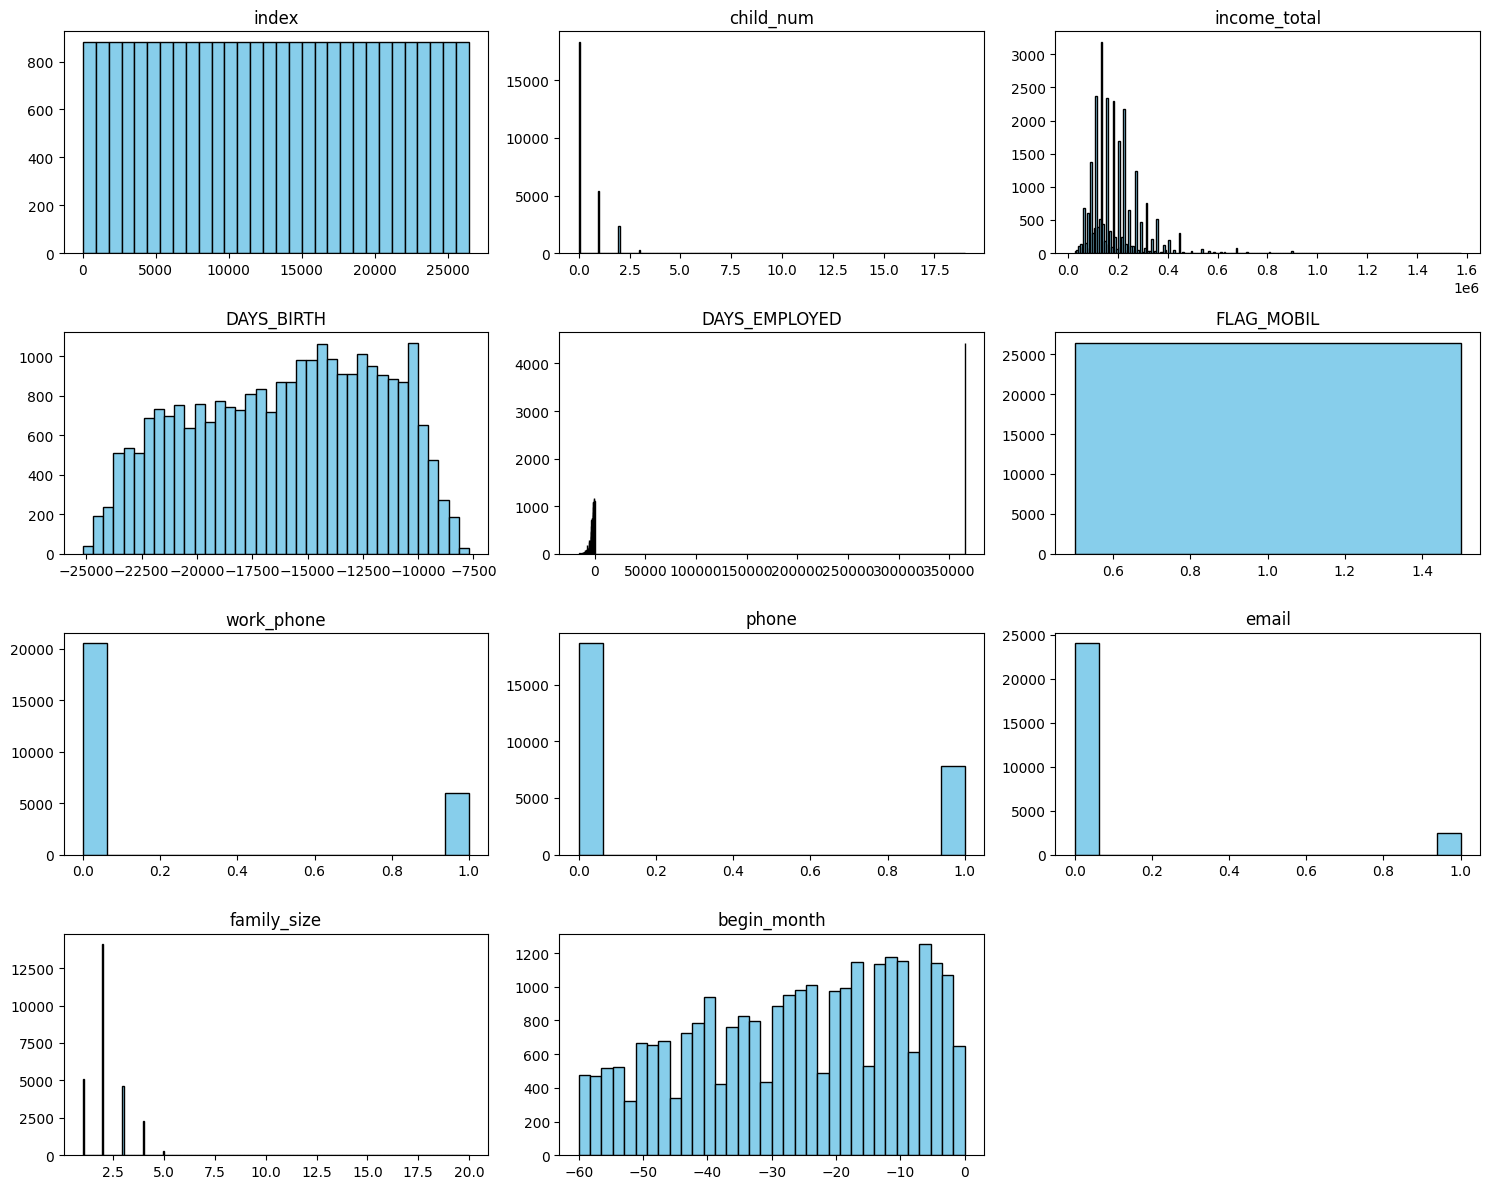 index
child_num
income_total
800
600
400
200
0
0 5000 10000 15000 20000 25000
15000
10000
5000
0
0.0 2.5 5.0 7.5 10.0 12.5 15.0 17.5
3000
2500
2000
1500
1000
500
0
0.0 0.2 0.4 0.6 0.8 1.0 1.2 1.4 1.6
1e6
DAYS_BIRTH
DAYS_EMPLOYED
FLAG_MOBIL
1000
800
600
400
200
0
−25000 −22500 −20000 −17500 −15000 −12500 −10000 −7500
4000
3000
2000
1000
0
0 50000 100000 150000 200000 250000 300000 350000
25000
20000
15000
10000
5000
0
0.6 0.8 1.0 1.2 1.4
work_phone
phone
email
20000
15000
10000
5000
0
0.0 0.2 0.4 0.6 0.8 1.0
15000
10000
5000
0
0.0 0.2 0.4 0.6 0.8 1.0
25000
20000
15000
10000
5000
0
0.0 0.2 0.4 0.6 0.8 1.0
family_size
begin_month
12500
10000
7500
5000
2500
0
2.5 5.0 7.5 10.0 12.5 15.0 17.5 20.0
1200
1000
800
600
400
200
0
−60 −50 −40 −30 −20 −10 0